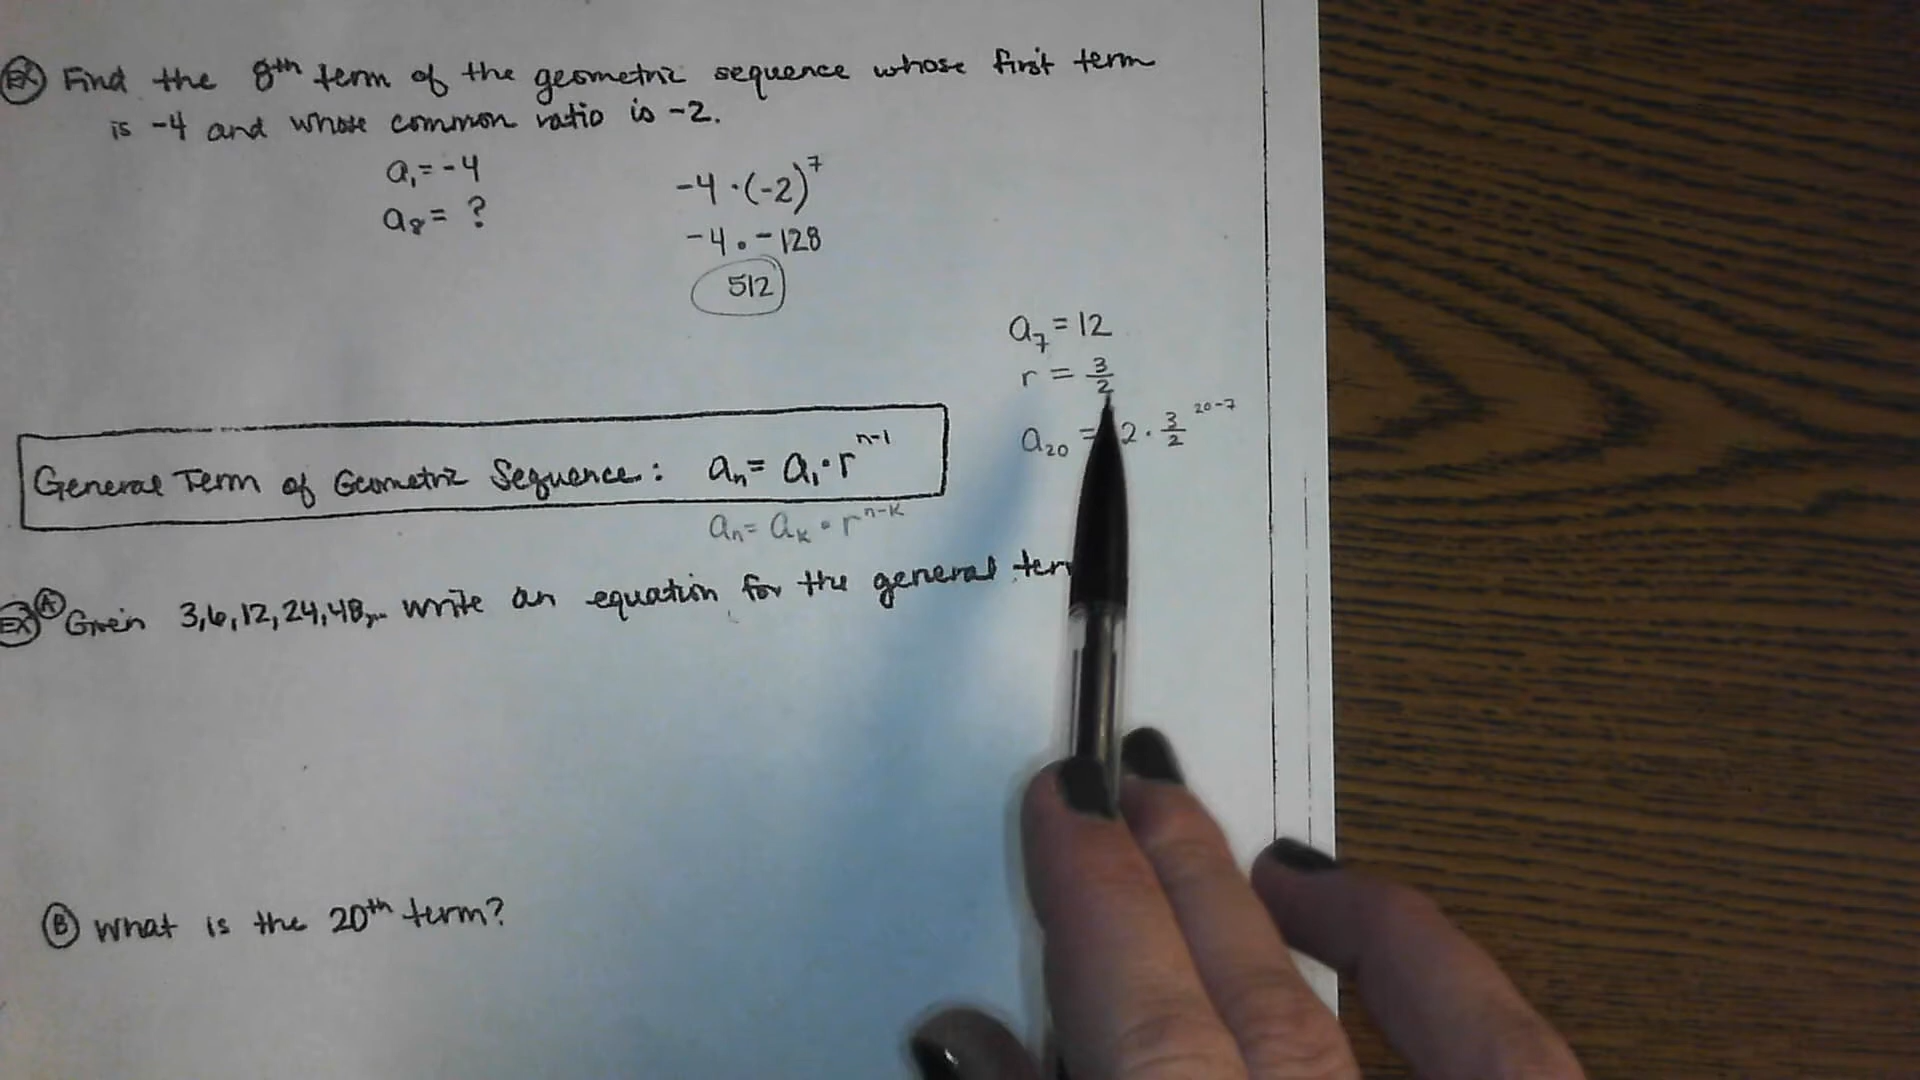 EX Find the 8th term of the geometric sequence whose first term
is -4 and whose common ratio is -2.
a₁ = -4
a₈ = ?
-4 · (-2)⁷
-4 · -128
512
a₇ = 12
r = 3/2
a₂₀ = 2 · 3/2 ²⁰⁻⁷
General Term of Geometric Sequence: aₙ = a₁ · rⁿ⁻¹
aₙ = aₖ · rⁿ⁻ᵏ
EX A Given 3, 6, 12, 24, 48, ... write an equation for the general
B What is the 20th term?